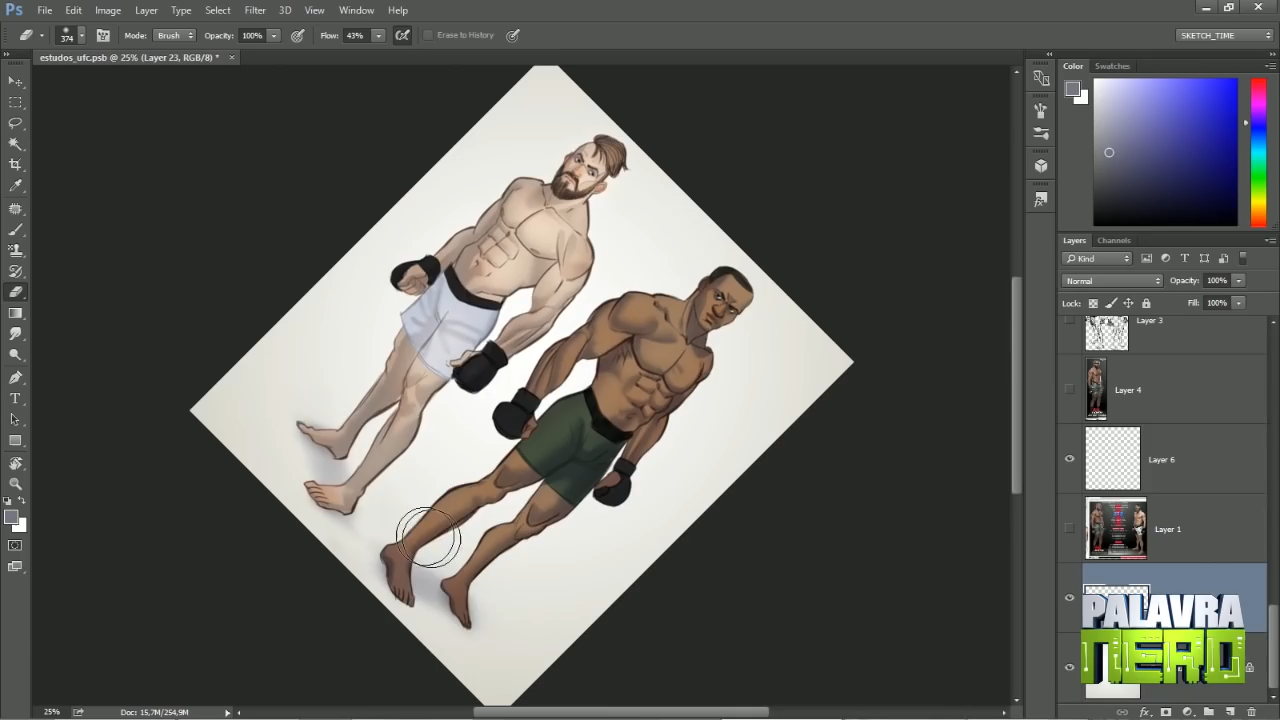 Ps File Edit Image Layer Type Select Filter 3D View Window Help
374 Mode: Brush Opacity: 100% Flow: 43% Erase to History SKETCH_TIME
estudos_ufc.psb @ 25% (Layer 23, RGB/8) * ×
Color Swatches
Layers Channels
Kind
Normal Opacity: 100%
Lock: Fill: 100%
Layer 3
Layer 4
Layer 6
Layer 1
PALAVRA
NERD
25% Doc: 15,7M/254,9M